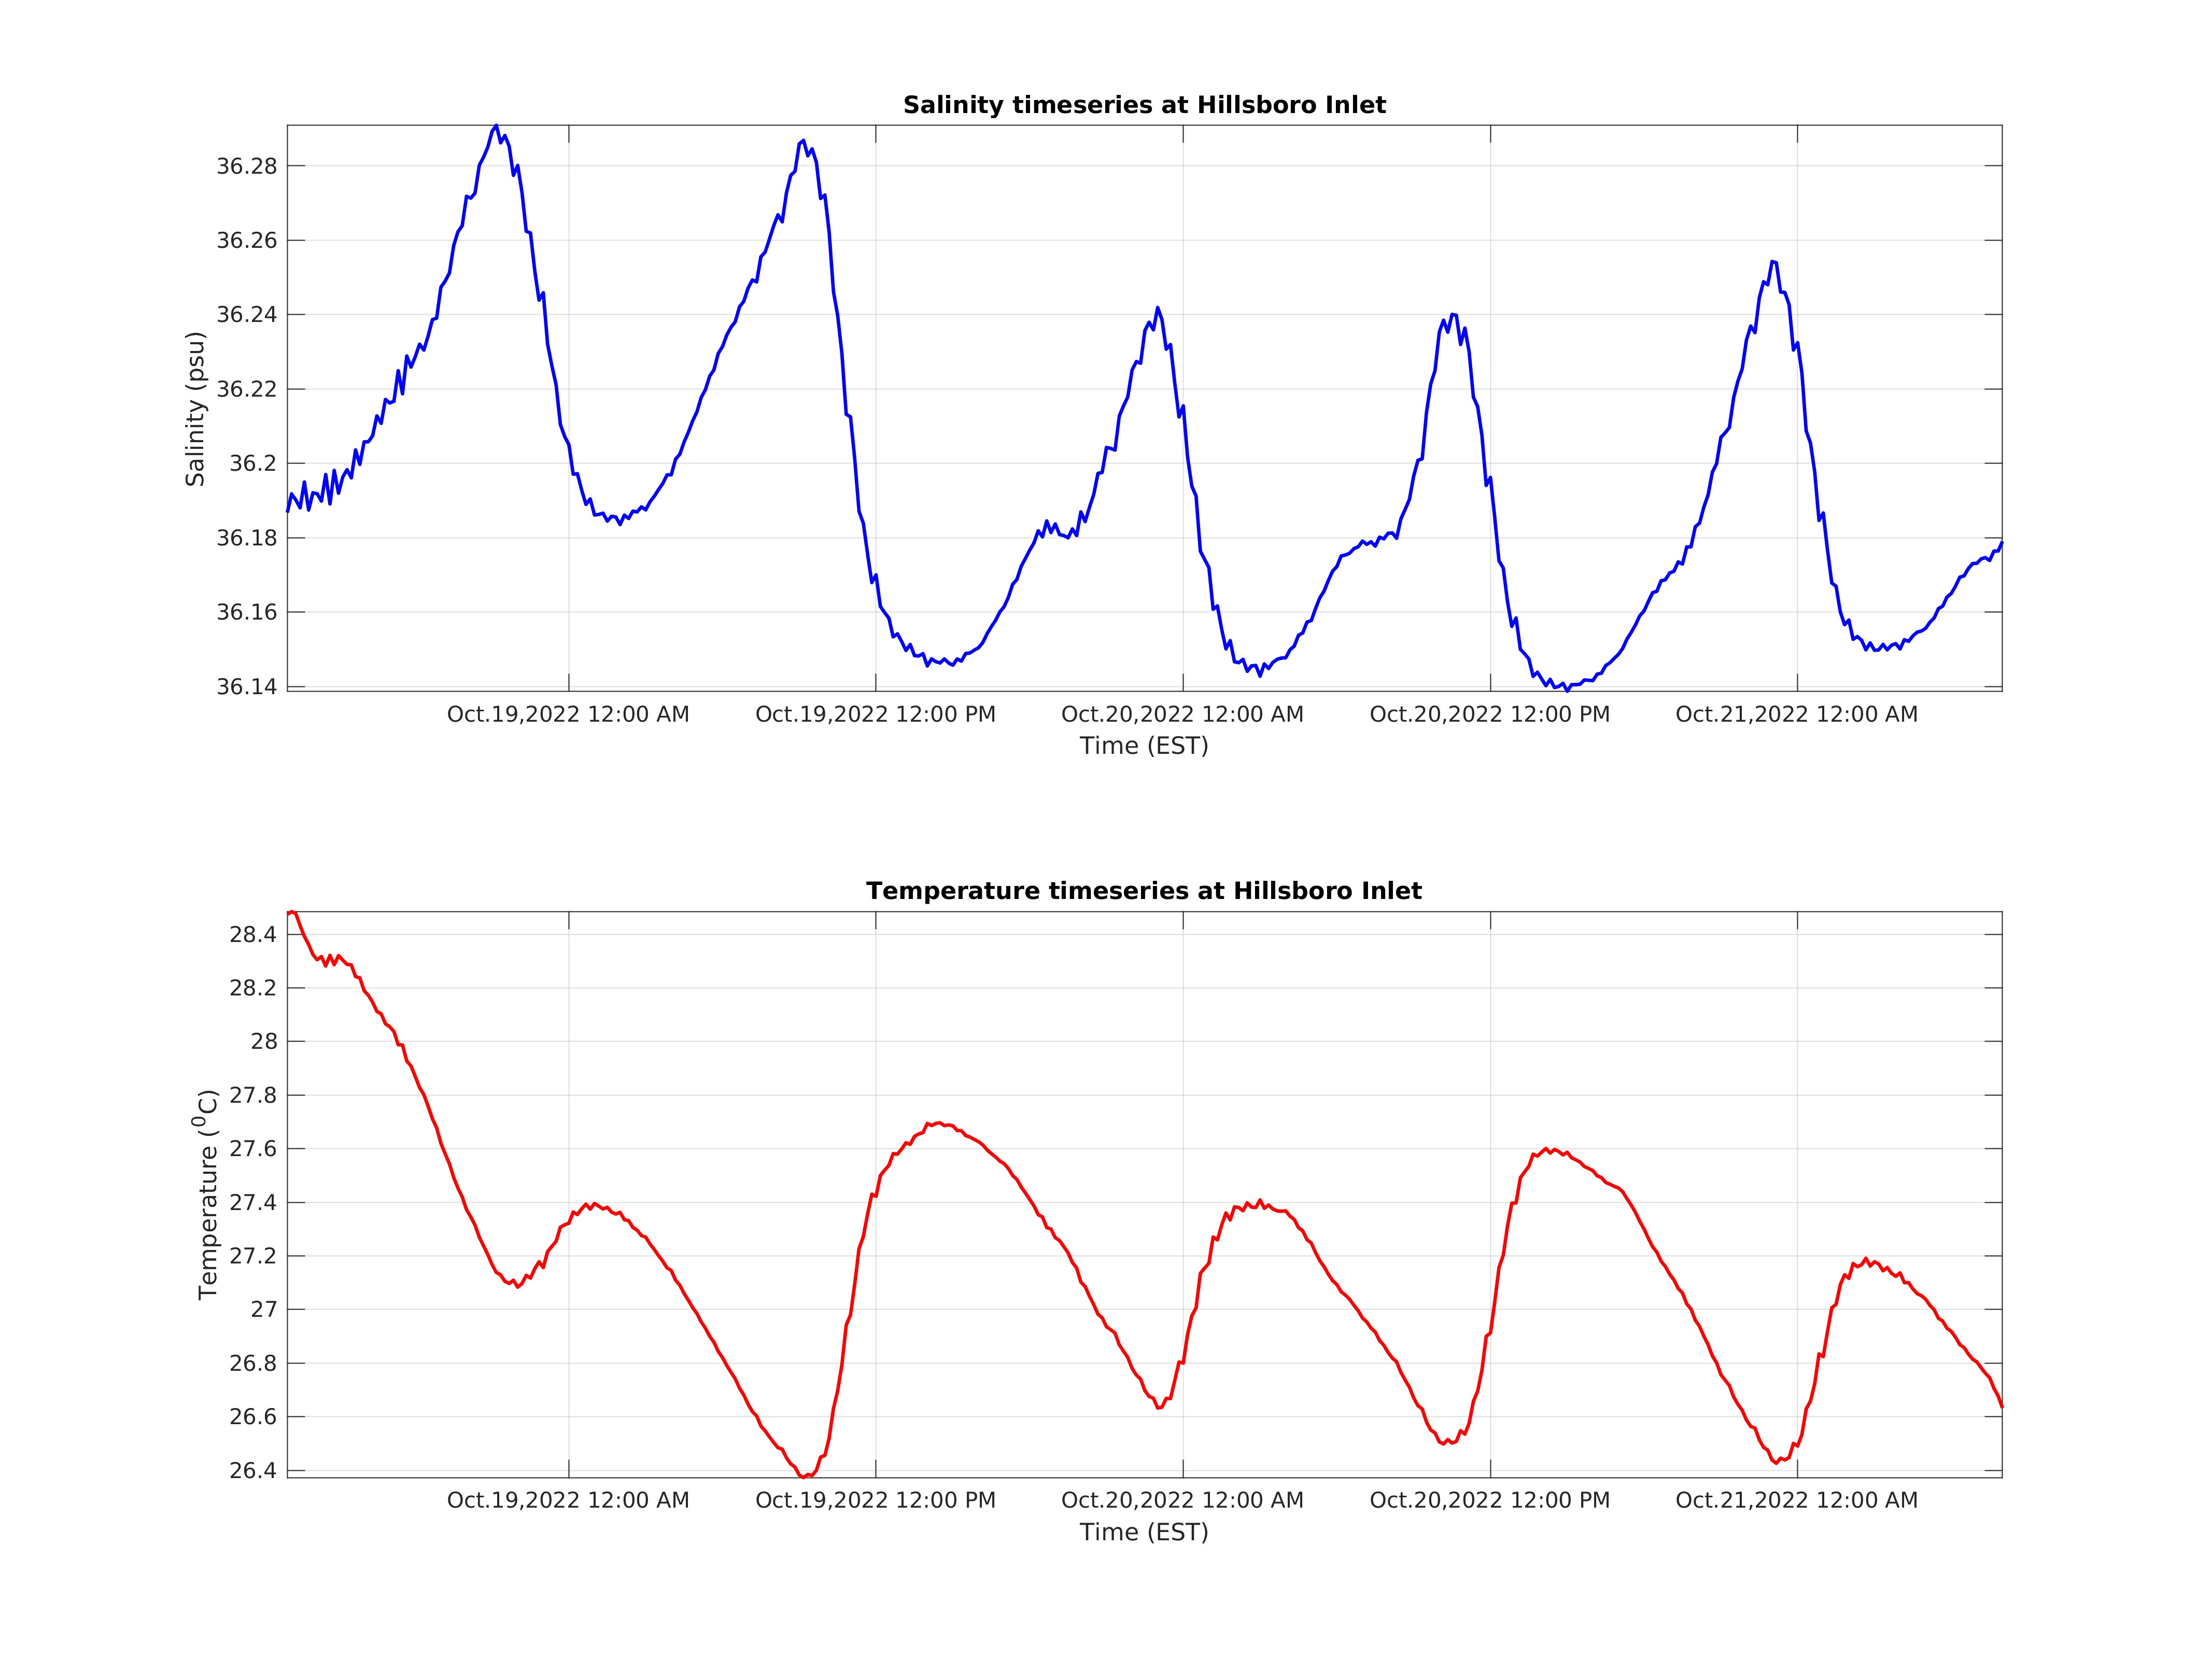 Salinity timeseries at Hillsboro Inlet
36.28
36.26
36.24
36.22
36.2
36.18
36.16
36.14
Salinity (psu)
Oct.19,2022 12:00 AM Oct.19,2022 12:00 PM Oct.20,2022 12:00 AM Oct.20,2022 12:00 PM Oct.21,2022 12:00 AM
Time (EST)
Temperature timeseries at Hillsboro Inlet
28.4
28.2
28
27.8
27.6
27.4
27.2
27
26.8
26.6
26.4
Temperature (⁰C)
Oct.19,2022 12:00 AM Oct.19,2022 12:00 PM Oct.20,2022 12:00 AM Oct.20,2022 12:00 PM Oct.21,2022 12:00 AM
Time (EST)